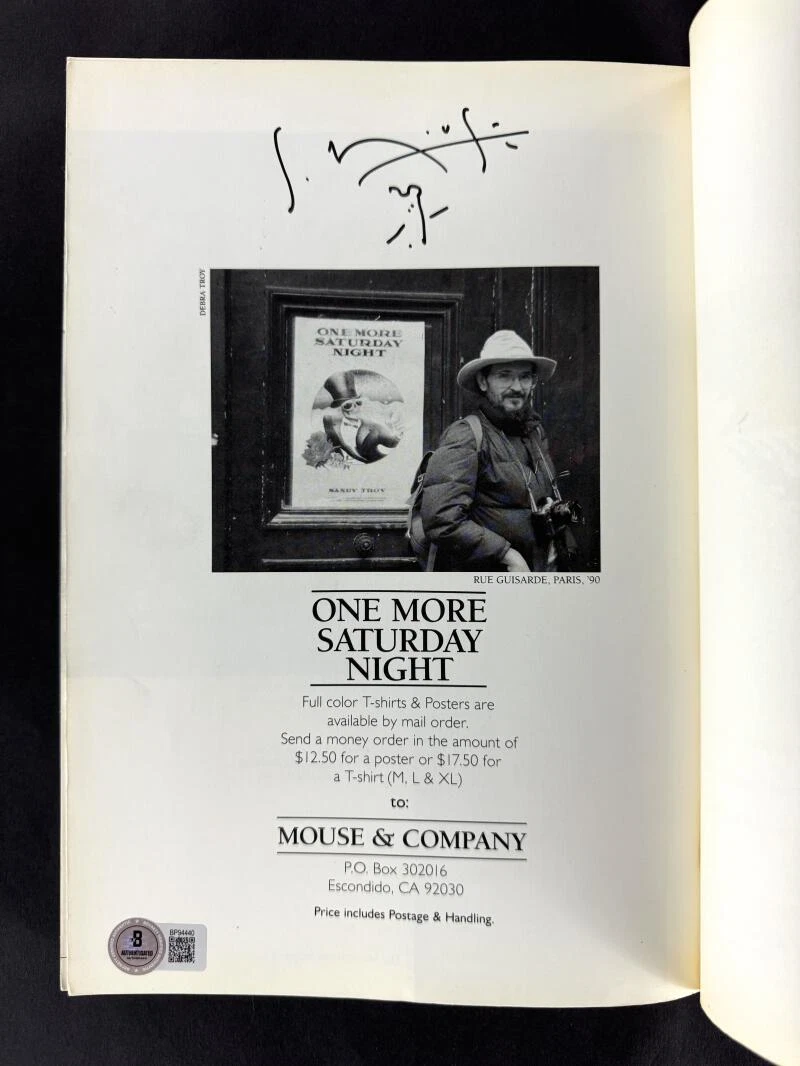 DEBRA TROY
ONE MORE
SATURDAY
NIGHT
SANDY TROY
RUE GUISARDE, PARIS, '90
ONE MORE
SATURDAY
NIGHT
Full color T-shirts & Posters are
available by mail order.
Send a money order in the amount of
$12.50 for a poster or $17.50 for
a T-shirt (M, L & XL)
to:
MOUSE & COMPANY
P.O. Box 302016
Escondido, CA 92030
Price includes Postage & Handling.
B
AUTHENTICATED
BP94440